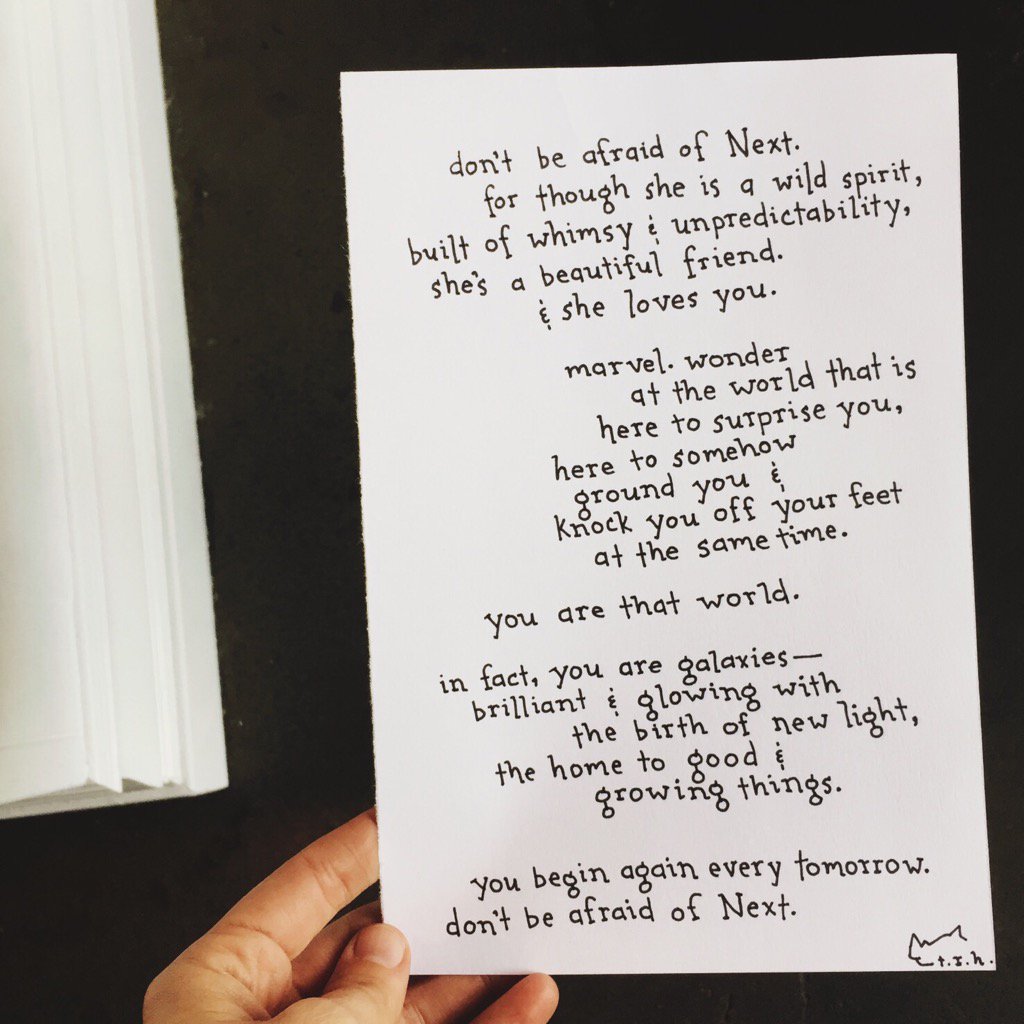 don't be afraid of Next.
for though she is a wild spirit,
built of whimsy & unpredictability,
she's a beautiful friend.
& she loves you.
marvel. wonder
at the world that is
here to surprise you,
here to somehow
ground you &
knock you off your feet
at the same time.
you are that world.
in fact, you are galaxies—
brilliant & glowing with
the birth of new light,
the home to good &
growing things.
you begin again every tomorrow.
don't be afraid of Next.
t.s.h.